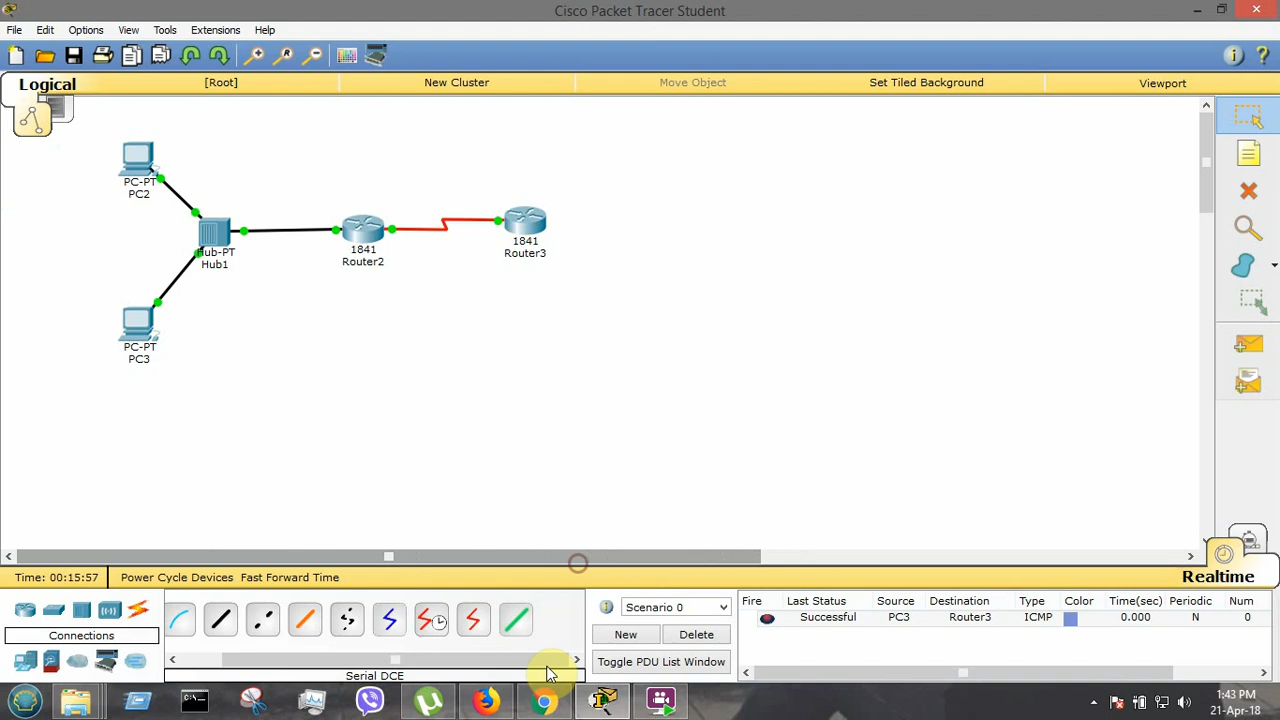 Cisco Packet Tracer Student
File Edit Options View Tools Extensions Help
Logical [Root] New Cluster Move Object Set Tiled Background Viewport
PC-PT
PC2
Hub-PT
Hub1
1841
Router2
1841
Router3
PC-PT
PC3
Time: 00:15:57 Power Cycle Devices Fast Forward Time Realtime
Connections
Serial DCE
Scenario 0
New Delete
Toggle PDU List Window
Fire Last Status Source Destination Type Color Time(sec) Periodic Num
Successful PC3 Router3 ICMP 0.000 N 0
1:43 PM
21-Apr-18